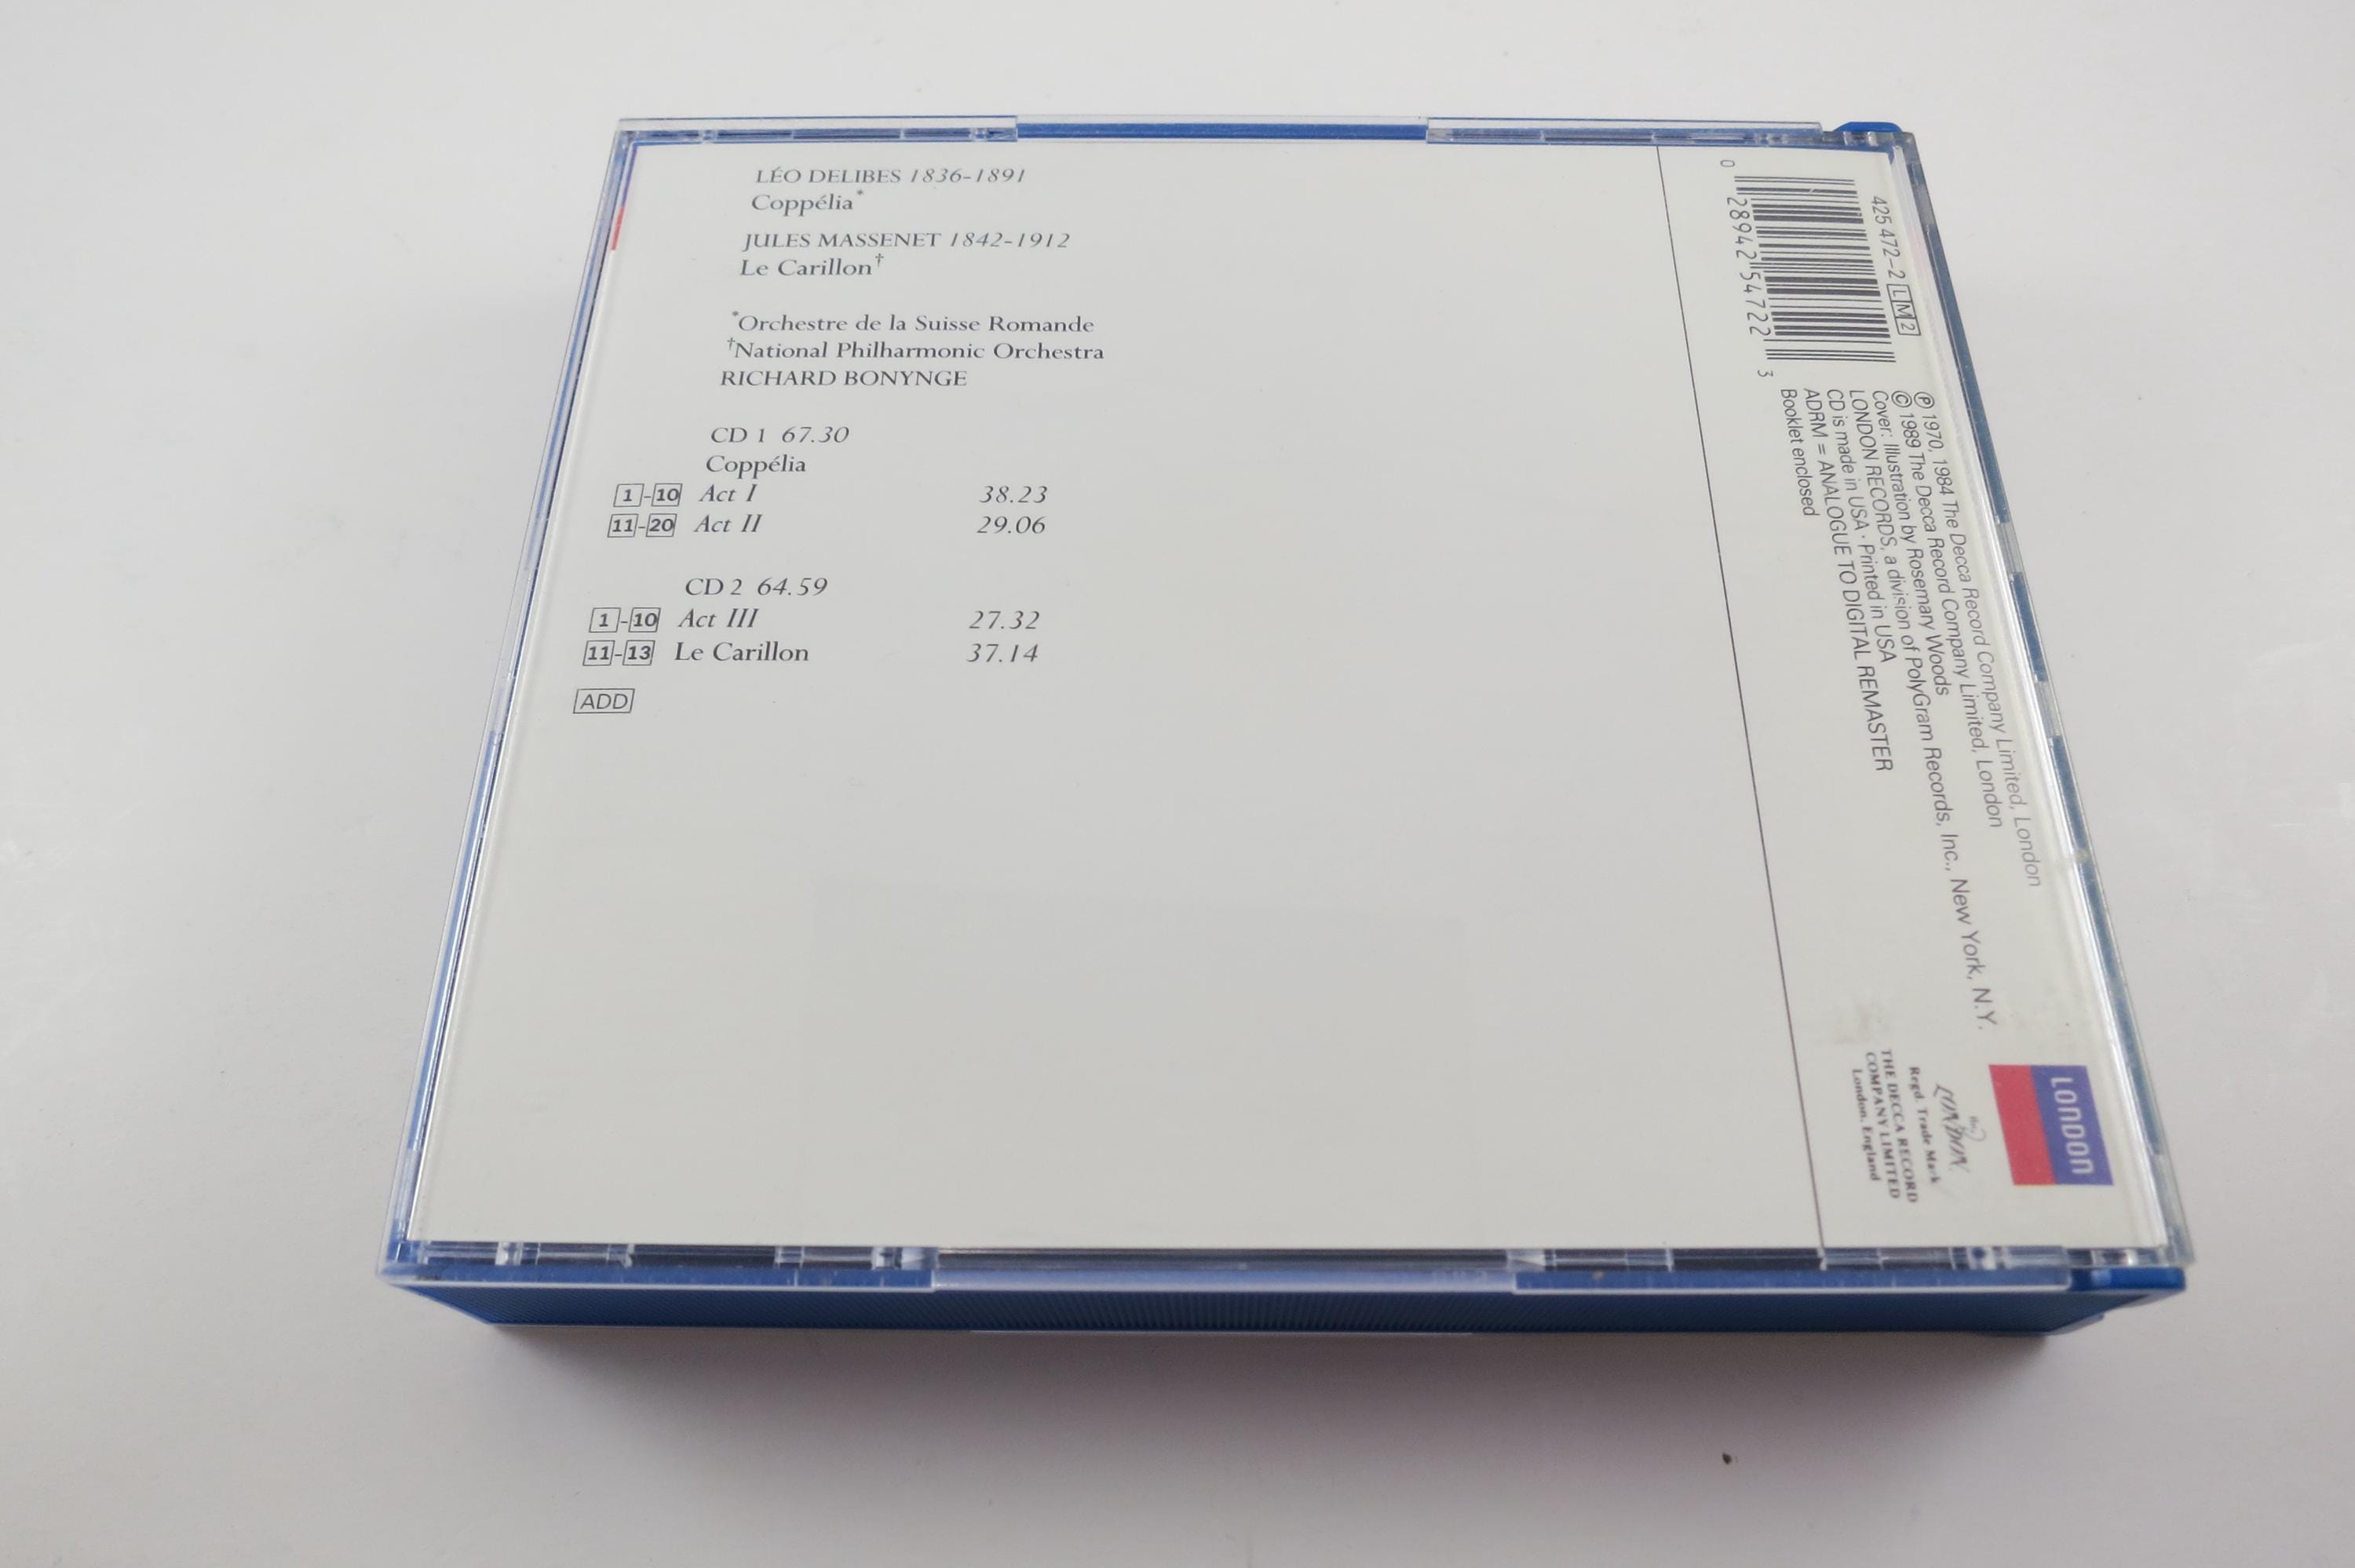 LÉO DELIBES 1836-1891
Coppélia*
JULES MASSENET 1842-1912
Le Carillon†
*Orchestre de la Suisse Romande
†National Philharmonic Orchestra
RICHARD BONYNGE
CD 1 67.30
Coppélia
1-10 Act I 38.23
11-20 Act II 29.06
CD 2 64.59
1-10 Act III 27.32
11-13 Le Carillon 37.14
ADD
425 472-2 LM2
0 28942 54722 3
℗ 1970, 1984 The Decca Record Company Limited, London
© 1989 The Decca Record Company Limited, London
Cover: Illustration by Rosemary Woods
LONDON RECORDS, a division of PolyGram Records, Inc., New York, N.Y.
CD is made in USA · Printed in USA
ADRM = ANALOGUE TO DIGITAL REMASTER
Booklet enclosed
LONDON
LONDON
Regd. Trade Mark
THE DECCA RECORD
COMPANY LIMITED
London, England